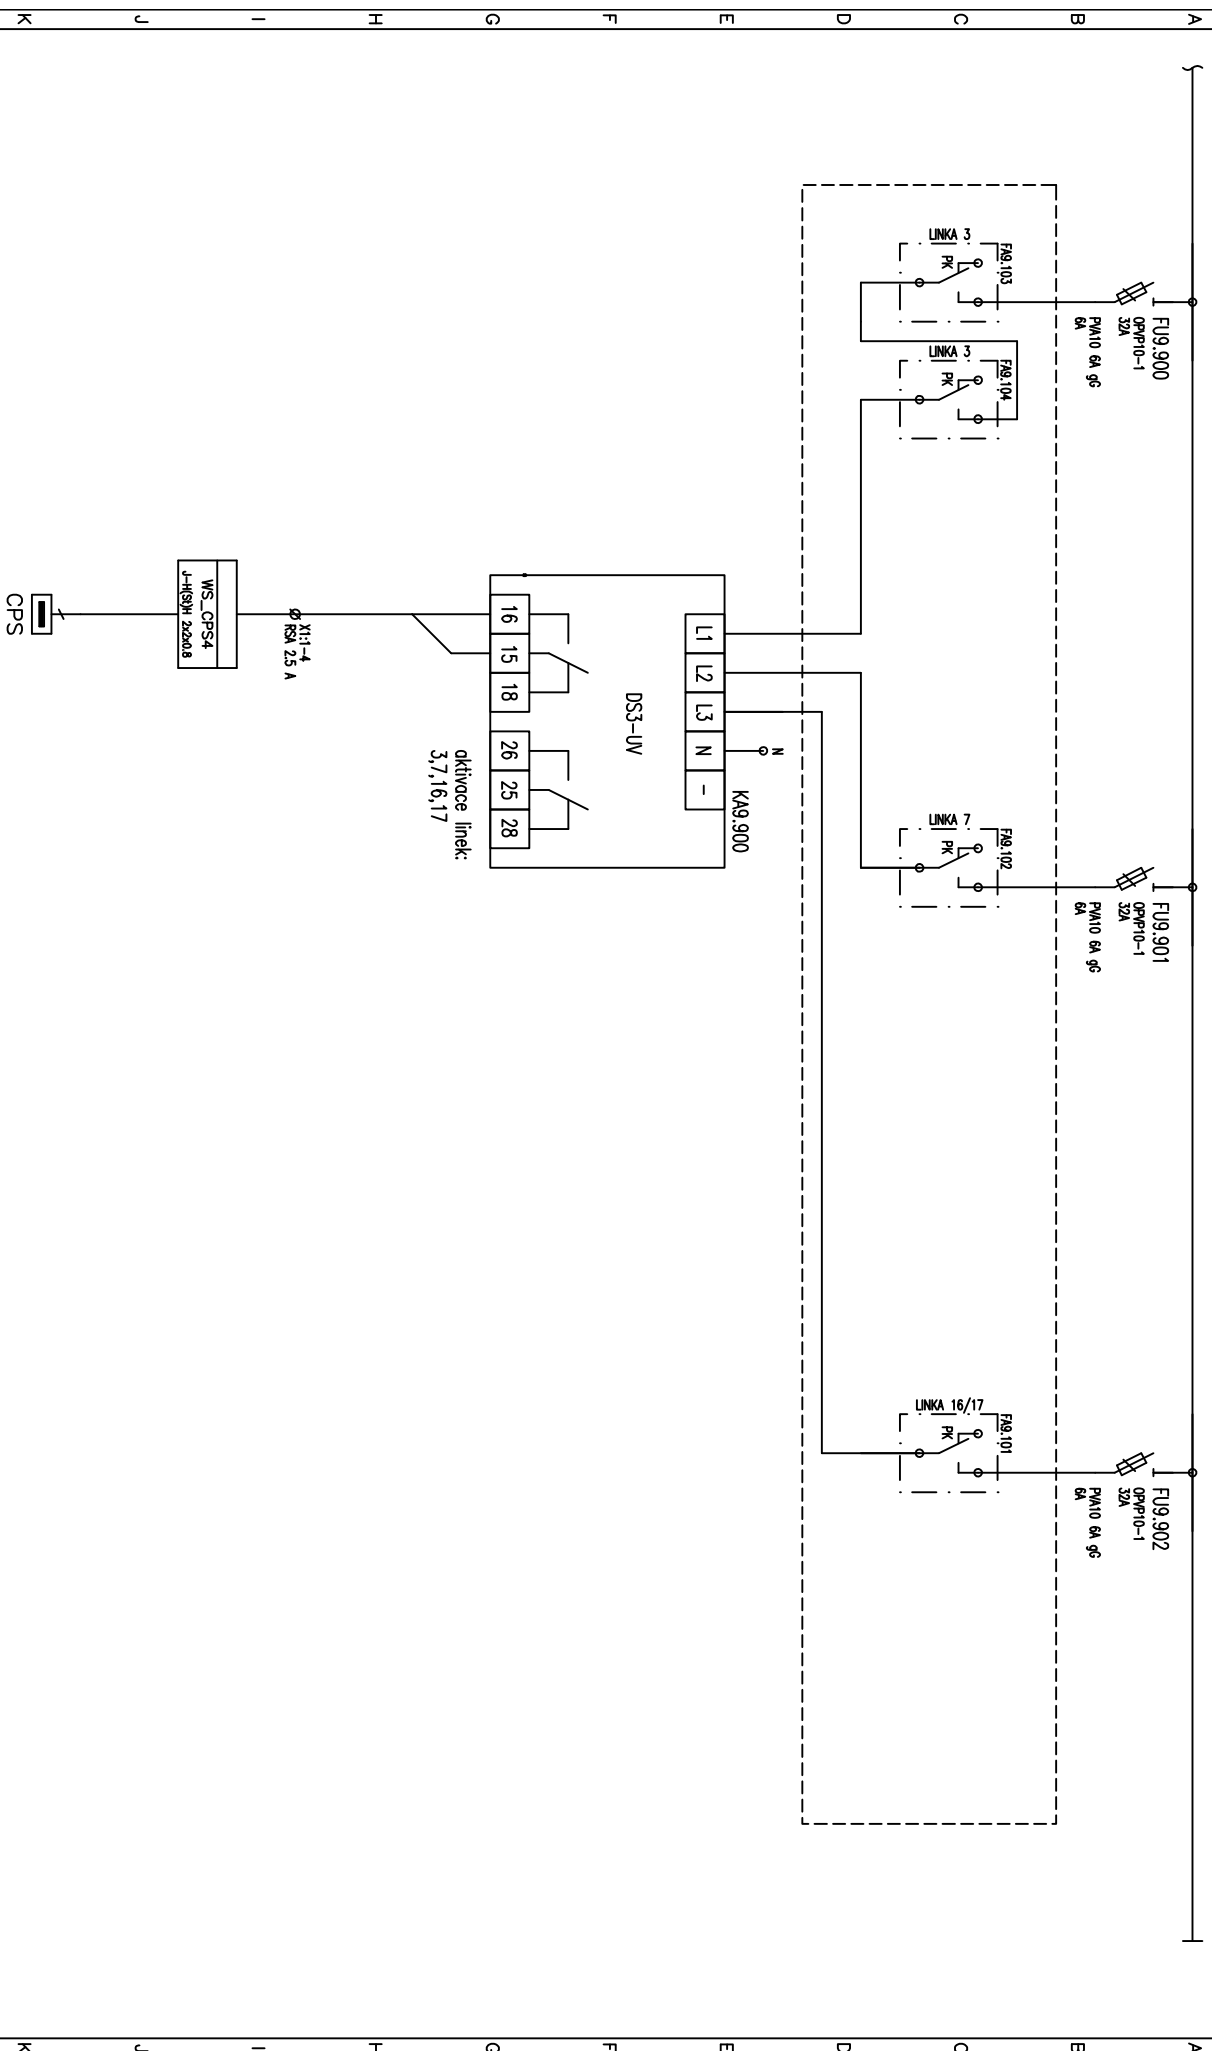 A
B
C
D
E
F
G
H
I
J
K
FU9.900
OPVP10-1
32A
PVA10 6A gG
6A
FU9.901
OPVP10-1
32A
PVA10 6A gG
6A
FU9.902
OPVP10-1
32A
PVA10 6A gG
6A
FA9.103
PK
LINKA 3
FA9.104
PK
LINKA 3
FA9.102
PK
LINKA 7
FA9.101
PK
LINKA 16/17
N
KA9.900
L1 L2 L3 N -
DS3-UV
16 15 18 26 25 28
aktivace linek:
3,7,16,17
X1:1-4
Ø RSA 2.5 A
WS_CPS4
J-H(St)H 2x2x0.8
CPS
A
B
C
D
E
F
G
H
I
J
K